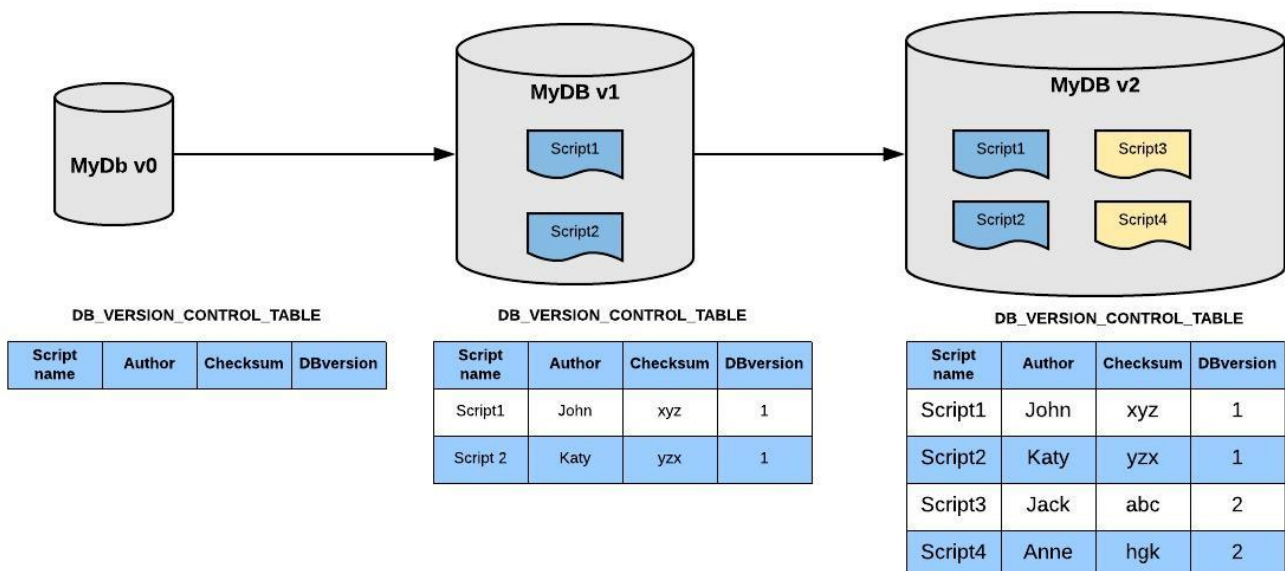 MyDb v0
MyDB v1
Script1
Script2
MyDB v2
Script1 Script3
Script2 Script4
DB_VERSION_CONTROL_TABLE
Script name Author Checksum DBversion
DB_VERSION_CONTROL_TABLE
Script name Author Checksum DBversion
Script1 John xyz 1
Script 2 Katy yzx 1
DB_VERSION_CONTROL_TABLE
Script name Author Checksum DBversion
Script1 John xyz 1
Script2 Katy yzx 1
Script3 Jack abc 2
Script4 Anne hgk 2